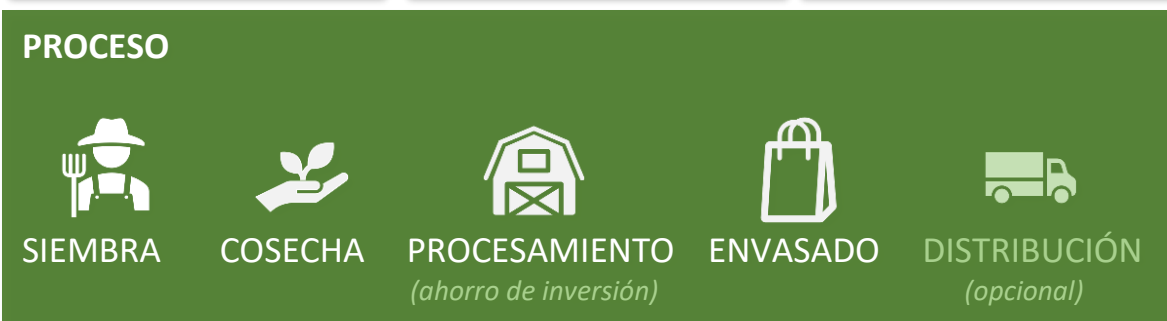 PROCESO
SIEMBRA
COSECHA
PROCESAMIENTO
(ahorro de inversión)
ENVASADO
DISTRIBUCIÓN
(opcional)